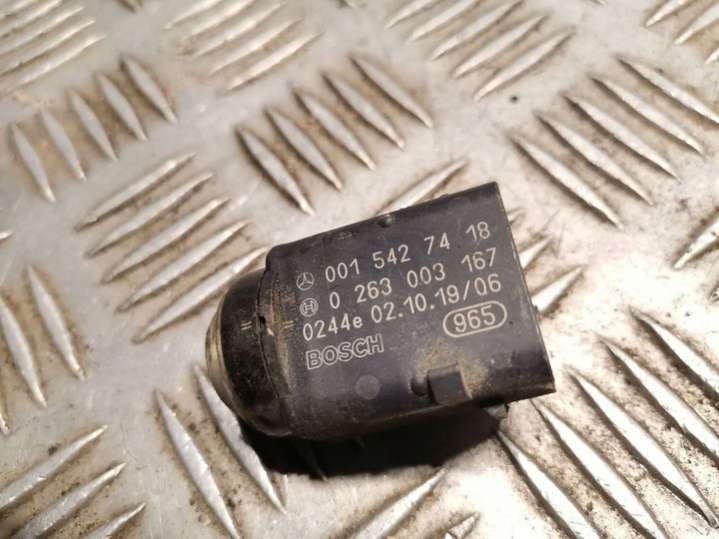 001 542 74 18
0 263 003 167
0244e 02.10.19/06
BOSCH 965